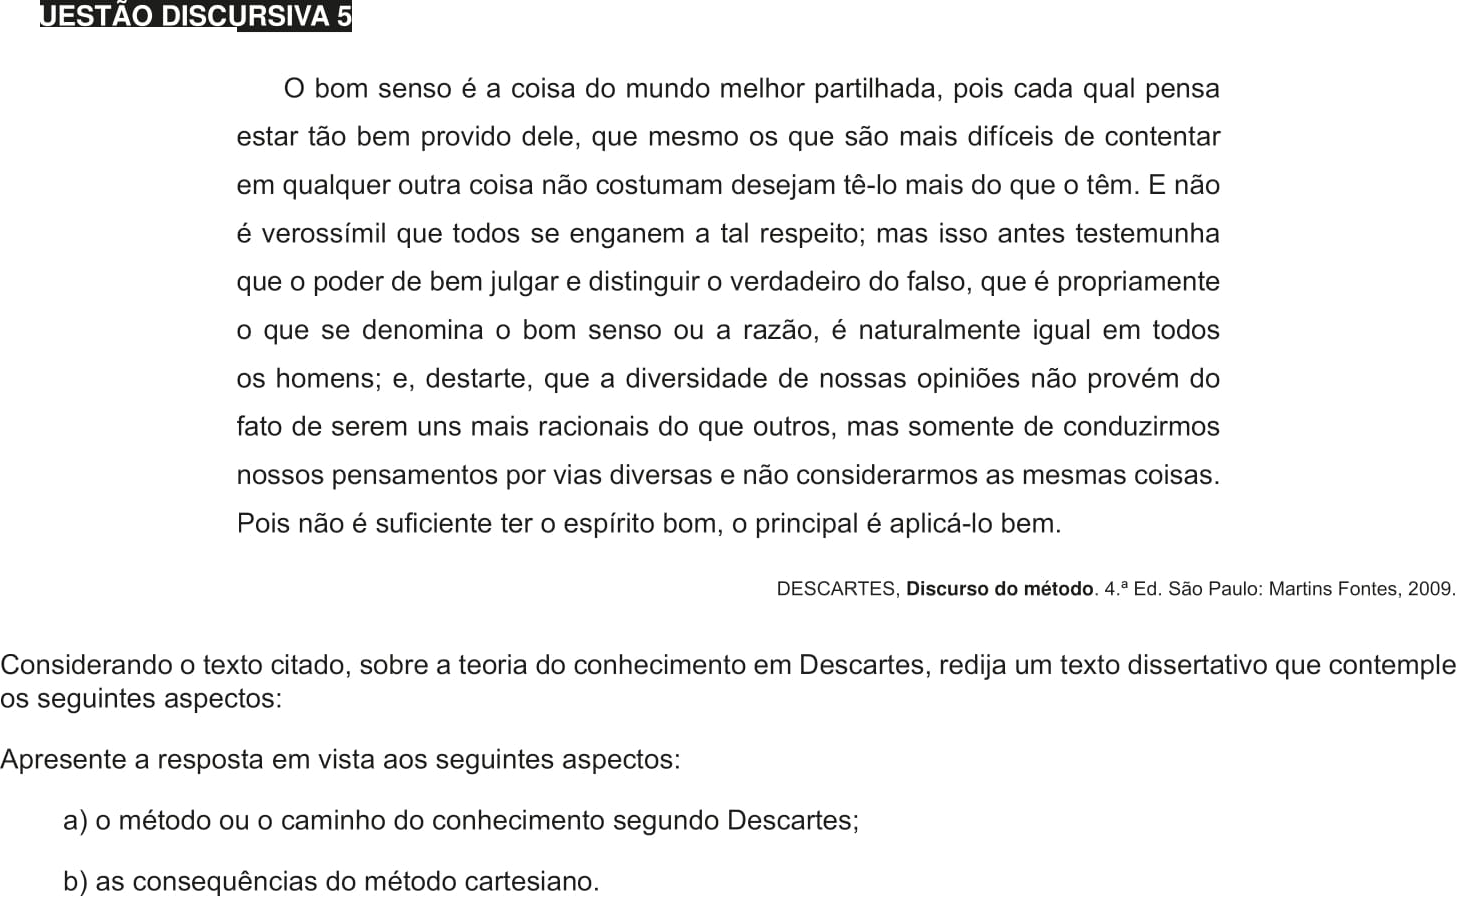 UESTÃO DISCURSIVA 5
O bom senso é a coisa do mundo melhor partilhada, pois cada qual pensa
estar tão bem provido dele, que mesmo os que são mais difíceis de contentar
em qualquer outra coisa não costumam desejam tê-lo mais do que o têm. E não
é verossímil que todos se enganem a tal respeito; mas isso antes testemunha
que o poder de bem julgar e distinguir o verdadeiro do falso, que é propriamente
o que se denomina o bom senso ou a razão, é naturalmente igual em todos
os homens; e, destarte, que a diversidade de nossas opiniões não provém do
fato de serem uns mais racionais do que outros, mas somente de conduzirmos
nossos pensamentos por vias diversas e não considerarmos as mesmas coisas.
Pois não é suficiente ter o espírito bom, o principal é aplicá-lo bem.
DESCARTES, Discurso do método. 4.ª Ed. São Paulo: Martins Fontes, 2009.
Considerando o texto citado, sobre a teoria do conhecimento em Descartes, redija um texto dissertativo que contemple
os seguintes aspectos:
Apresente a resposta em vista aos seguintes aspectos:
a) o método ou o caminho do conhecimento segundo Descartes;
b) as consequências do método cartesiano.